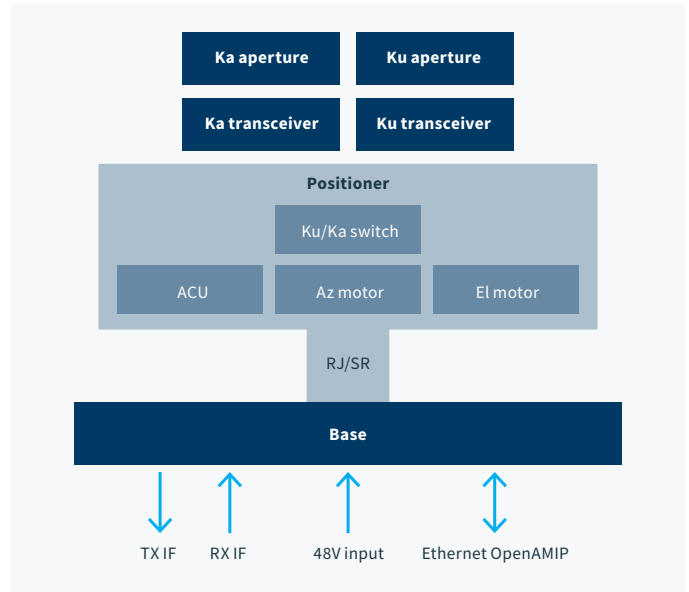 Ka aperture
Ku aperture
Ka transceiver
Ku transceiver
Positioner
Ku/Ka switch
ACU
Az motor
El motor
RJ/SR
Base
TX IF
RX IF
48V input
Ethernet OpenAMIP